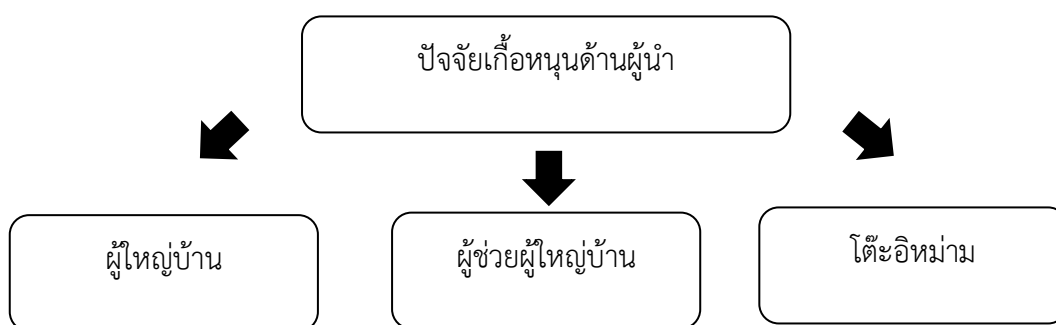 ปัจจัยเกื้อหนุนด้านผู้นำ
ผู้ใหญ่บ้าน
ผู้ช่วยผู้ใหญ่บ้าน
โต๊ะอิหม่าม